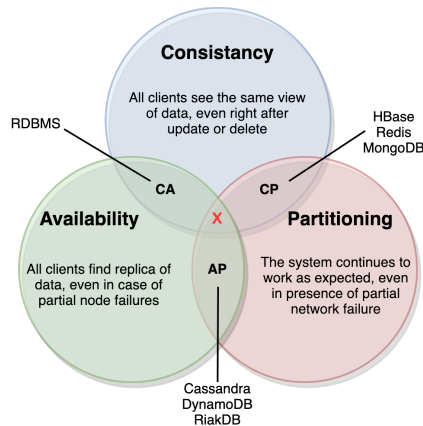 Consistancy
All clients see the same view
of data, even right after
update or delete
RDBMS
HBase
Redis
MongoDB
CA
CP
X
Availability
Partitioning
All clients find replica of
data, even in case of
partial node failures
AP
The system continues to
work as expected, even
in presence of partial
network failure
Cassandra
DynamoDB
RiakDB